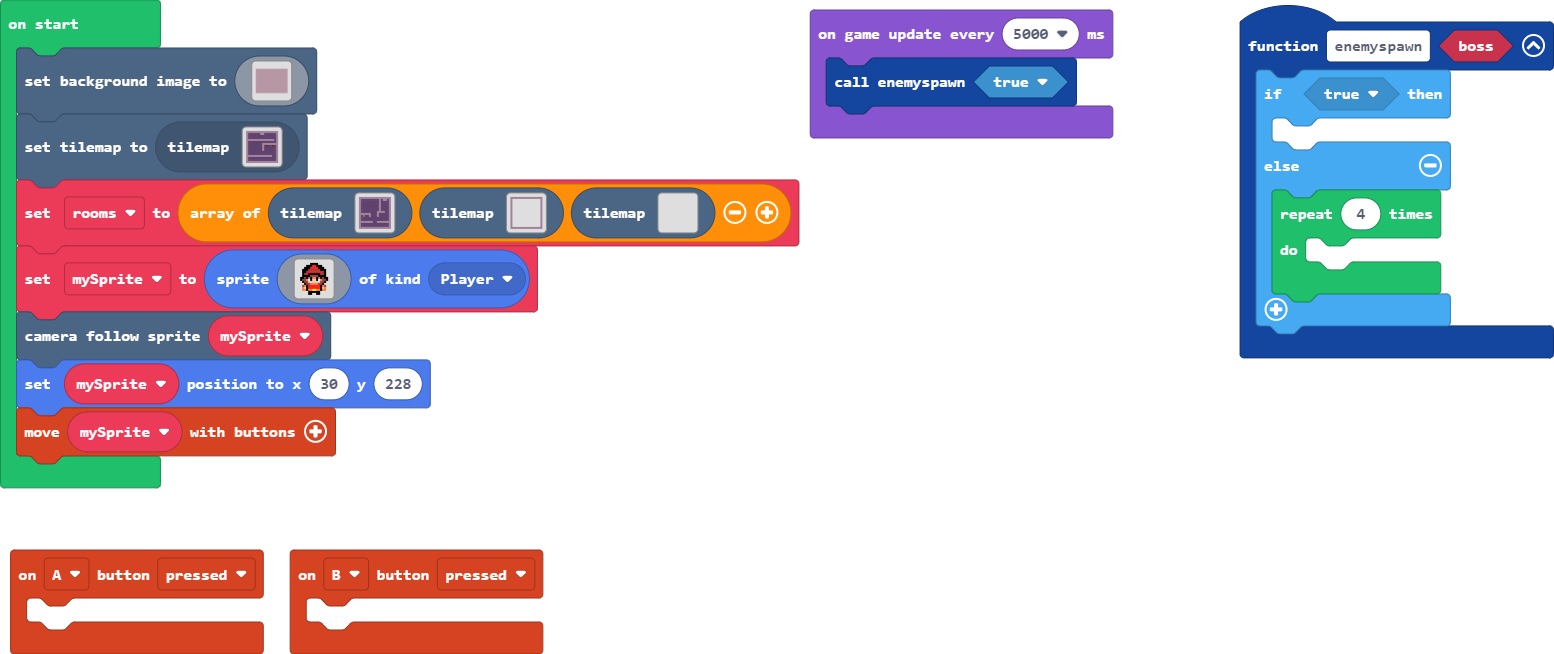 on start
set background image to
set tilemap to tilemap
set rooms to array of tilemap tilemap tilemap
set mySprite to sprite of kind Player
camera follow sprite mySprite
set mySprite position to x 30 y 228
move mySprite with buttons
on game update every 5000 ms
call enemyspawn true
function enemyspawn boss
if true then
else
repeat 4 times
do
on A button pressed
on B button pressed